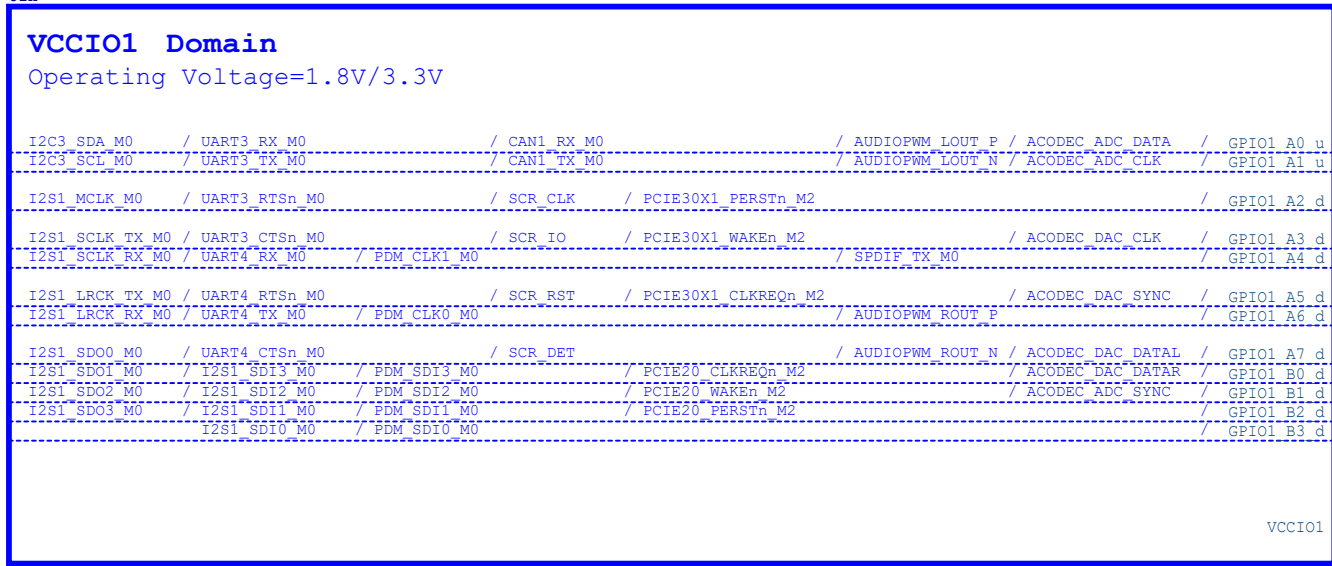 VCCIO1 Domain
Operating Voltage=1.8V/3.3V
I2C3_SDA_M0 / UART3_RX_M0 / CAN1_RX_M0 / AUDIOPWM_LOUT_P / ACODEC_ADC_DATA / GPIO1_A0_u
I2C3_SCL_M0 / UART3_TX_M0 / CAN1_TX_M0 / AUDIOPWM_LOUT_N / ACODEC_ADC_CLK / GPIO1_A1_u
I2S1_MCLK_M0 / UART3_RTSn_M0 / SCR_CLK / PCIE30X1_PERSTn_M2 / GPIO1_A2_d
I2S1_SCLK_TX_M0 / UART3_CTSn_M0 / SCR_IO / PCIE30X1_WAKEn_M2 / ACODEC_DAC_CLK / GPIO1_A3_d
I2S1_SCLK_RX_M0 / UART4_RX_M0 / PDM_CLK1_M0 / SPDIF_TX_M0 / GPIO1_A4_d
I2S1_LRCK_TX_M0 / UART4_RTSn_M0 / SCR_RST / PCIE30X1_CLKREQn_M2 / ACODEC_DAC_SYNC / GPIO1_A5_d
I2S1_LRCK_RX_M0 / UART4_TX_M0 / PDM_CLK0_M0 / AUDIOPWM_ROUT_P / GPIO1_A6_d
I2S1_SDO0_M0 / UART4_CTSn_M0 / SCR_DET / AUDIOPWM_ROUT_N / ACODEC_DAC_DATAL / GPIO1_A7_d
I2S1_SDO1_M0 / I2S1_SDI3_M0 / PDM_SDI3_M0 / PCIE20_CLKREQn_M2 / ACODEC_DAC_DATAR / GPIO1_B0_d
I2S1_SDO2_M0 / I2S1_SDI2_M0 / PDM_SDI2_M0 / PCIE20_WAKEn_M2 / ACODEC_ADC_SYNC / GPIO1_B1_d
I2S1_SDO3_M0 / I2S1_SDI1_M0 / PDM_SDI1_M0 / PCIE20_PERSTn_M2 / GPIO1_B2_d
I2S1_SDI0_M0 / PDM_SDI0_M0 / GPIO1_B3_d
VCCIO1